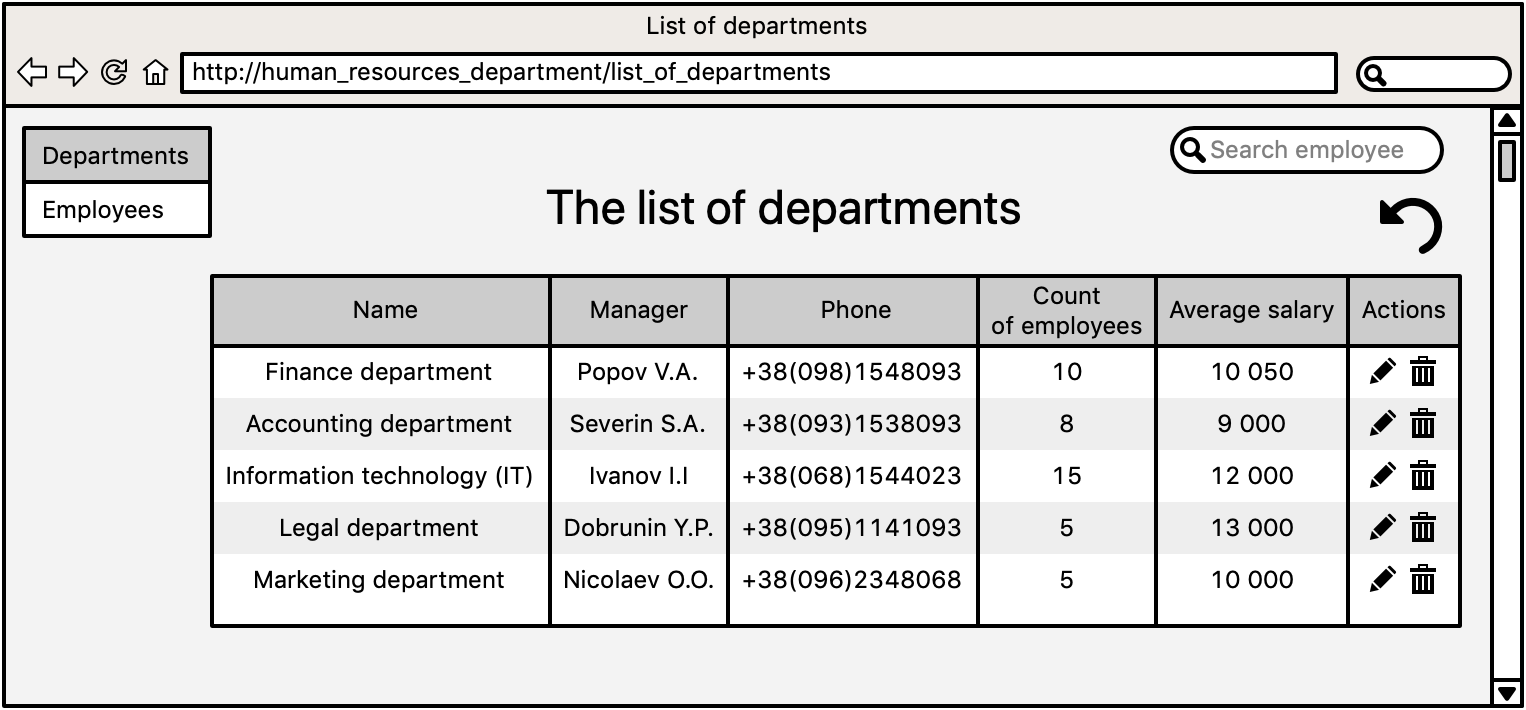 List of departments
http://human_resources_department/list_of_departments
Departments
Employees
Search employee
The list of departments
Name Manager Phone Count of employees Average salary Actions
Finance department Popov V.A. +38(098)1548093 10 10 050
Accounting department Severin S.A. +38(093)1538093 8 9 000
Information technology (IT) Ivanov I.I +38(068)1544023 15 12 000
Legal department Dobrunin Y.P. +38(095)1141093 5 13 000
Marketing department Nicolaev O.O. +38(096)2348068 5 10 000